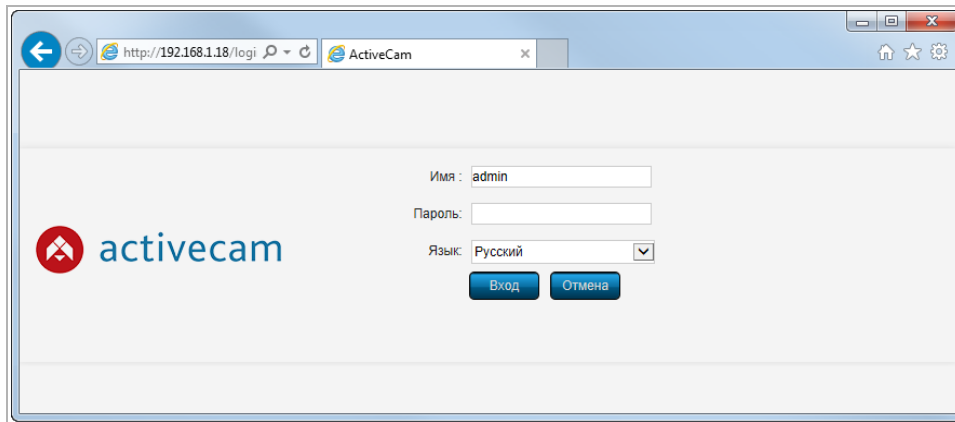 http://192.168.1.18/logi
ActiveCam
Имя :
admin
Пароль:
activecam
Язык:
Русский
Вход
Отмена